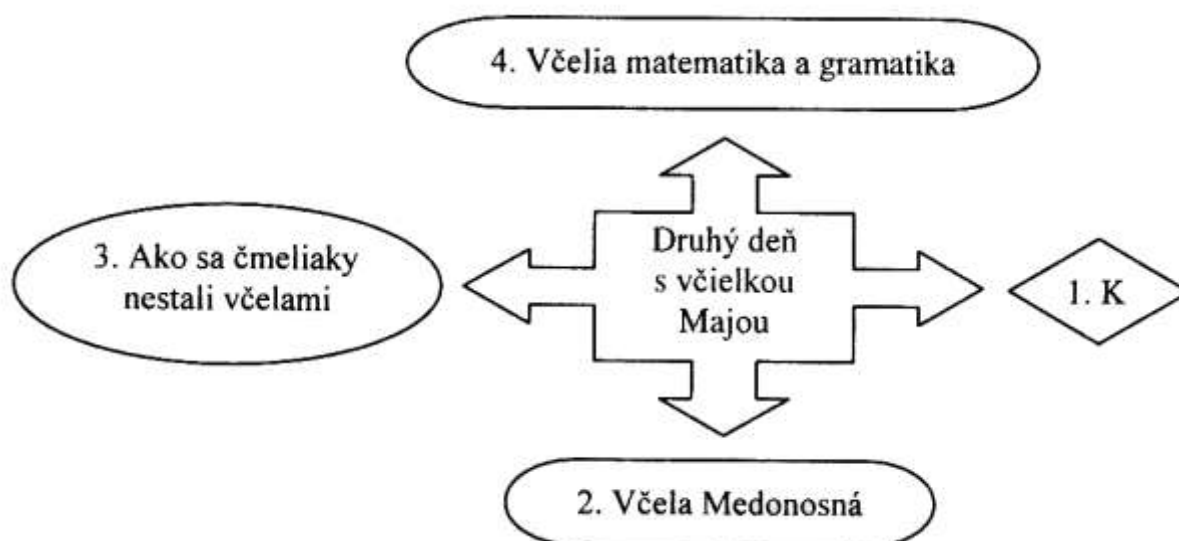 4. Včelia matematika a gramatika
3. Ako sa čmeliaky
nestali včelami
Druhý deň
s včielkou
Majou
1. K
2. Včela Medonosná